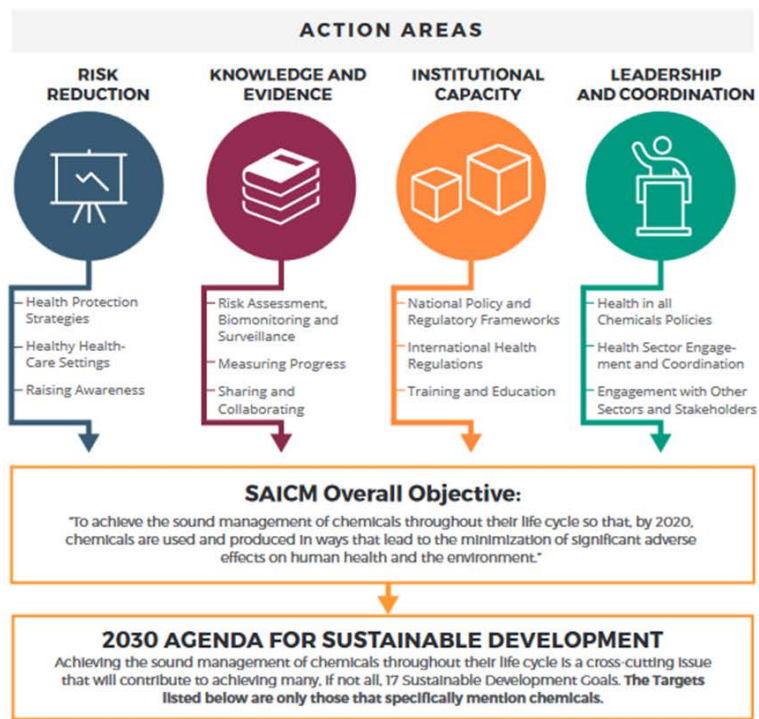 ACTION AREAS
RISK
REDUCTION
KNOWLEDGE AND
EVIDENCE
INSTITUTIONAL
CAPACITY
LEADERSHIP
AND COORDINATION
Health Protection
Strategies
Healthy Health-
Care Settings
Raising Awareness
Risk Assessment,
Biomonitoring and
Surveillance
Measuring Progress
Sharing and
Collaborating
National Policy and
Regulatory Frameworks
International Health
Regulations
Training and Education
Health in all
Chemicals Policies
Health Sector Engage-
ment and Coordination
Engagement with Other
Sectors and Stakeholders
SAICM Overall Objective:
"To achieve the sound management of chemicals throughout their life cycle so that, by 2020,
chemicals are used and produced in ways that lead to the minimization of significant adverse
effects on human health and the environment."
2030 AGENDA FOR SUSTAINABLE DEVELOPMENT
Achieving the sound management of chemicals throughout their life cycle is a cross-cutting issue
that will contribute to achieving many, if not all, 17 Sustainable Development Goals. The Targets
listed below are only those that specifically mention chemicals.